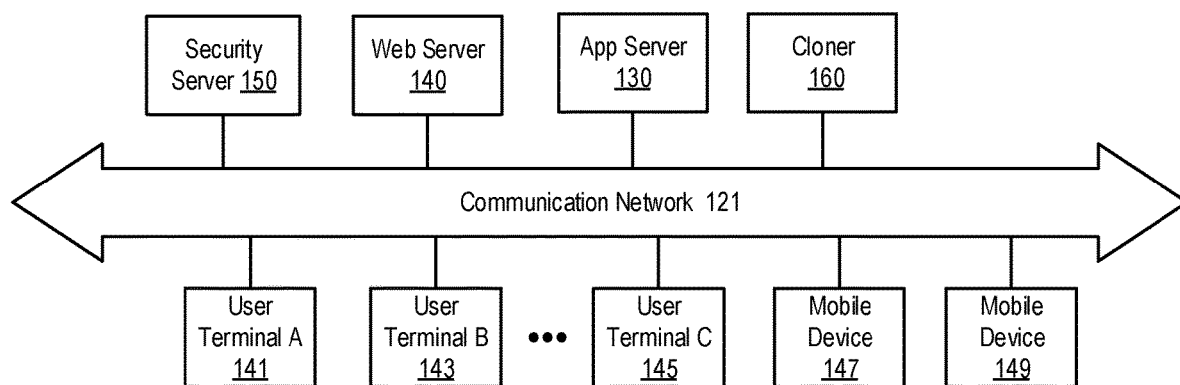 Security
Server 150
Web Server
140
App Server
130
Cloner
160
Communication Network 121
User
Terminal A
141
User
Terminal B
143
•••
User
Terminal C
145
Mobile
Device
147
Mobile
Device
149